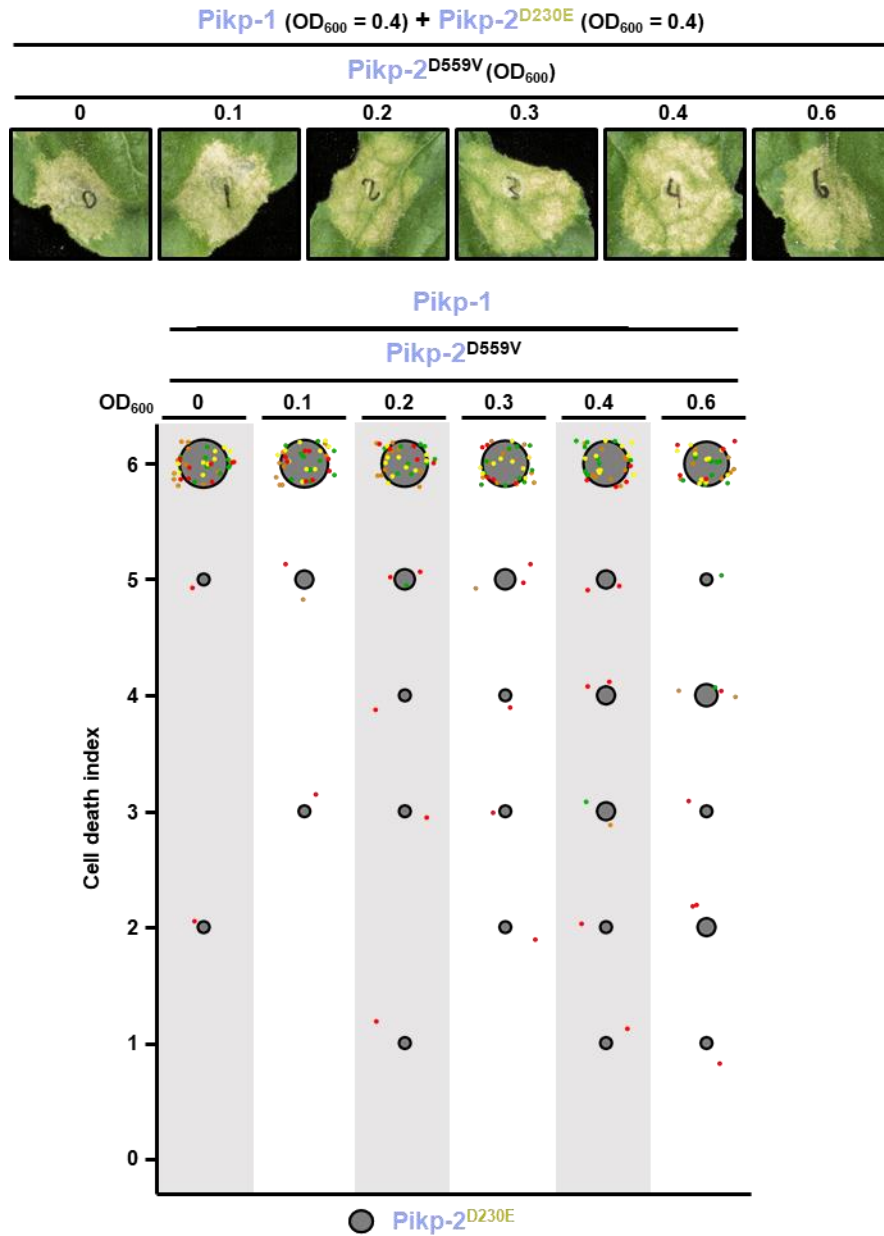 Pikp-1 (OD₆₀₀ = 0.4) + Pikp-2ᴰ²³⁰ᴱ (OD₆₀₀ = 0.4)
Pikp-2ᴰ⁵⁵⁹ⱽ (OD₆₀₀)
0 0.1 0.2 0.3 0.4 0.6
0 1 2 3 4 6
Pikp-1
Pikp-2ᴰ⁵⁵⁹ⱽ
OD₆₀₀ 0 0.1 0.2 0.3 0.4 0.6
6
5
4
3
2
1
0
Cell death index
Pikp-2ᴰ²³⁰ᴱ